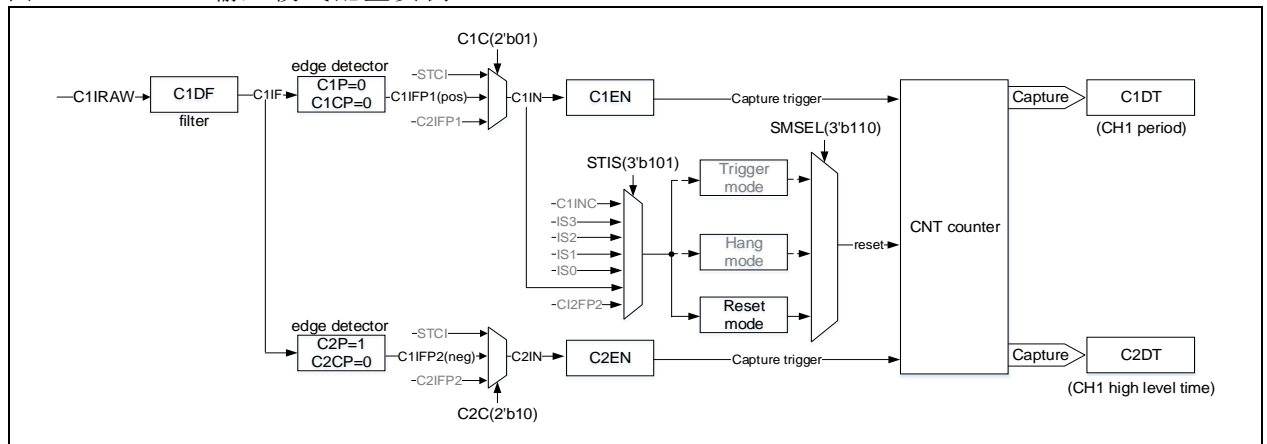 C1C(2'b01)
edge detector
-STCI
C1IRAW
C1DF
C1IF
C1P=0
C1CP=0
C1IFP1(pos)
C1IN
C1EN
Capture trigger
Capture
C1DT
filter
-C2IFP1
(CH1 period)
SMSEL(3'b110)
STIS(3'b101)
Trigger
mode
-C1INC
-IS3
-IS2
-IS1
-IS0
Hang
mode
reset
CNT counter
-CI2FP2
Reset
mode
edge detector
-STCI
C2P=1
C2CP=0
C1IFP2(neg)
C2IN
C2EN
Capture trigger
Capture
C2DT
-C2IFP2
(CH1 high level time)
C2C(2'b10)